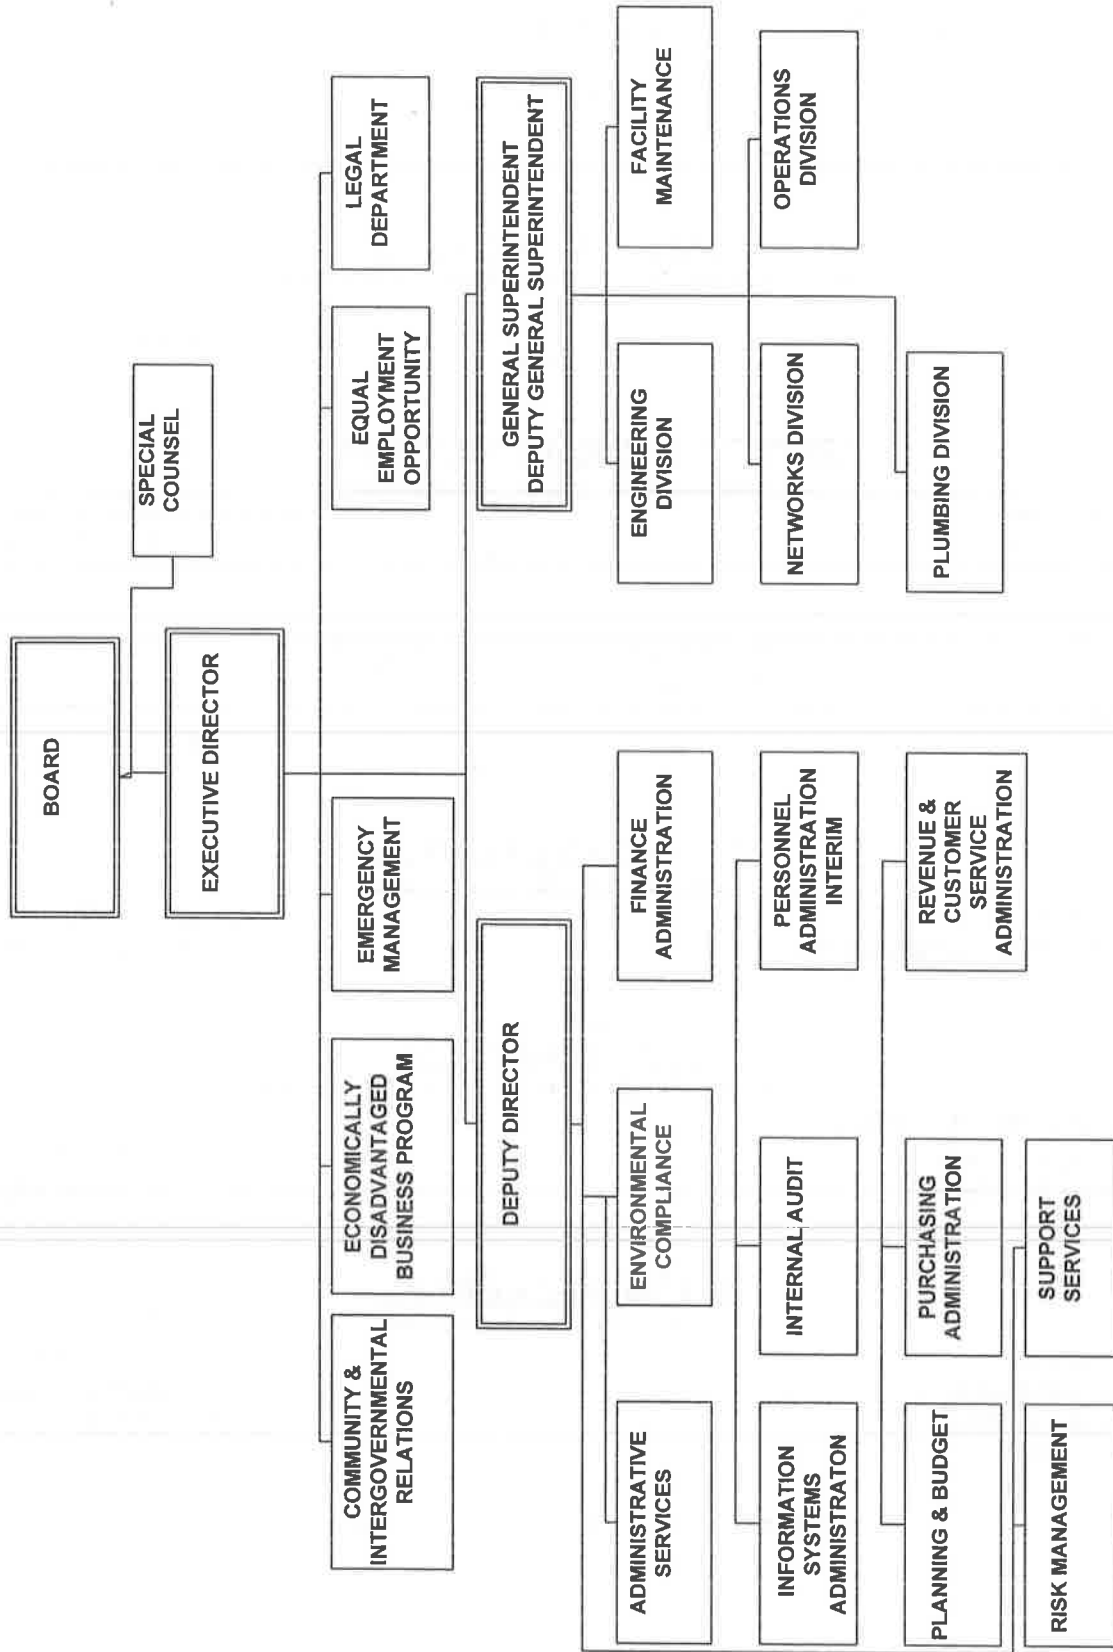 BOARD
SPECIAL
COUNSEL
EXECUTIVE DIRECTOR
COMMUNITY &
INTERGOVERNMENTAL
RELATIONS
ECONOMICALLY
DISADVANTAGED
BUSINESS PROGRAM
EMERGENCY
MANAGEMENT
EQUAL
EMPLOYMENT
OPPORTUNITY
LEGAL
DEPARTMENT
DEPUTY DIRECTOR
GENERAL SUPERINTENDENT
DEPUTY GENERAL SUPERINTENDENT
ADMINISTRATIVE
SERVICES
ENVIRONMENTAL
COMPLIANCE
FINANCE
ADMINISTRATION
ENGINEERING
DIVISION
FACILITY
MAINTENANCE
INFORMATION
SYSTEMS
ADMINISTRATON
INTERNAL AUDIT
PERSONNEL
ADMINISTRATION
INTERIM
NETWORKS DIVISION
OPERATIONS
DIVISION
PLANNING & BUDGET
PURCHASING
ADMINISTRATION
REVENUE &
CUSTOMER
SERVICE
ADMINISTRATION
PLUMBING DIVISION
RISK MANAGEMENT
SUPPORT
SERVICES